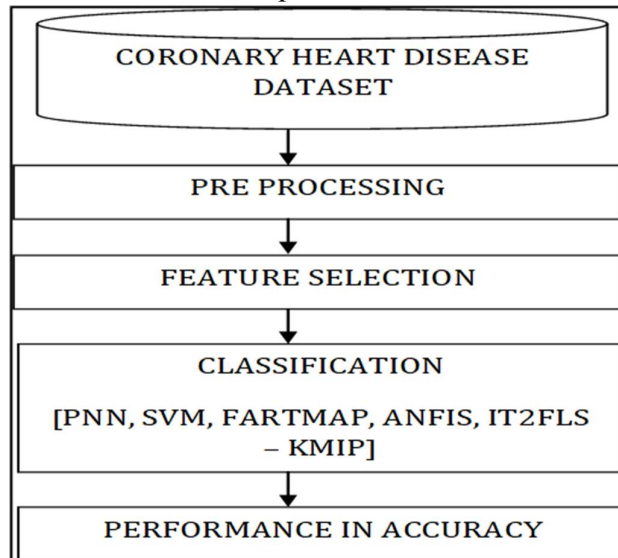 CORONARY HEART DISEASE
DATASET
PRE PROCESSING
FEATURE SELECTION
CLASSIFICATION
[PNN, SVM, FARTMAP, ANFIS, IT2FLS
– KMIP]
PERFORMANCE IN ACCURACY